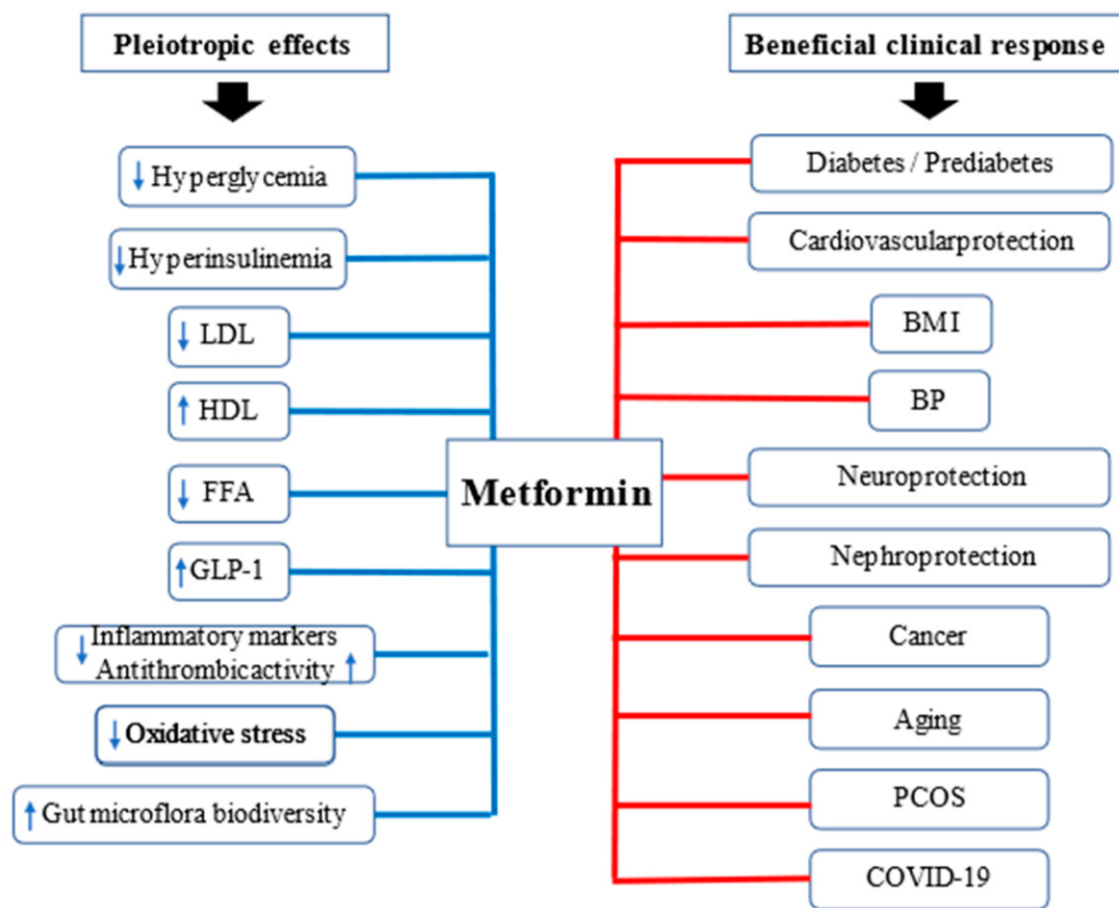 Pleiotropic effects
↓ Hyperglycemia
↓ Hyperinsulinemia
↓ LDL
↑ HDL
↓ FFA
↑ GLP-1
↓ Inflammatory markers
Antithrombicactivity ↑
↓ Oxidative stress
↑ Gut microflora biodiversity
Metformin
Beneficial clinical response
Diabetes / Prediabetes
Cardiovascularprotection
BMI
BP
Neuroprotection
Nephroprotection
Cancer
Aging
PCOS
COVID-19